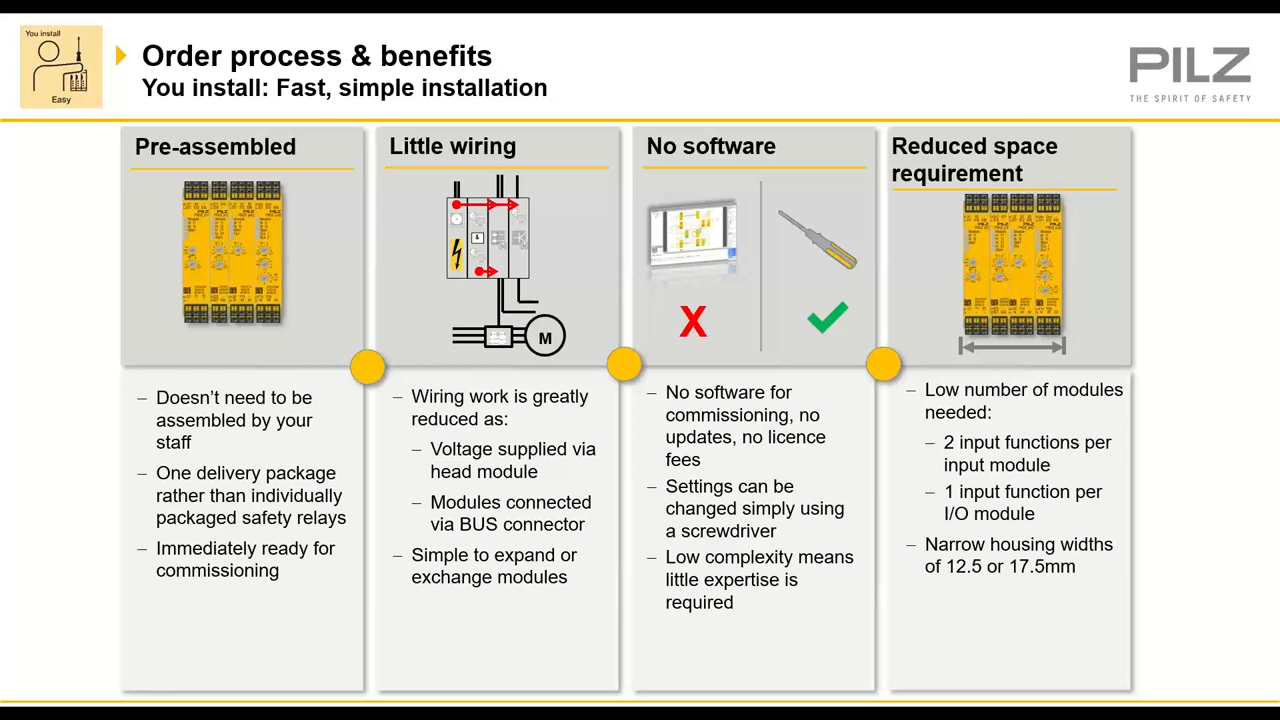 You install
Easy
Order process & benefits
You install: Fast, simple installation
PILZ
THE SPIRIT OF SAFETY
Pre-assembled
PILZ
PILZ
– Doesn’t need to be
assembled by your
staff
– One delivery package
rather than individually
packaged safety relays
– Immediately ready for
commissioning
Little wiring
&
M
– Wiring work is greatly
reduced as:
– Voltage supplied via
head module
– Modules connected
via BUS connector
– Simple to expand or
exchange modules
No software
X
– No software for
commissioning, no
updates, no licence
fees
– Settings can be
changed simply using
a screwdriver
– Low complexity means
little expertise is
required
Reduced space
requirement
PILZ
PILZ
– Low number of modules
needed:
– 2 input functions per
input module
– 1 input function per
I/O module
– Narrow housing widths
of 12.5 or 17.5mm